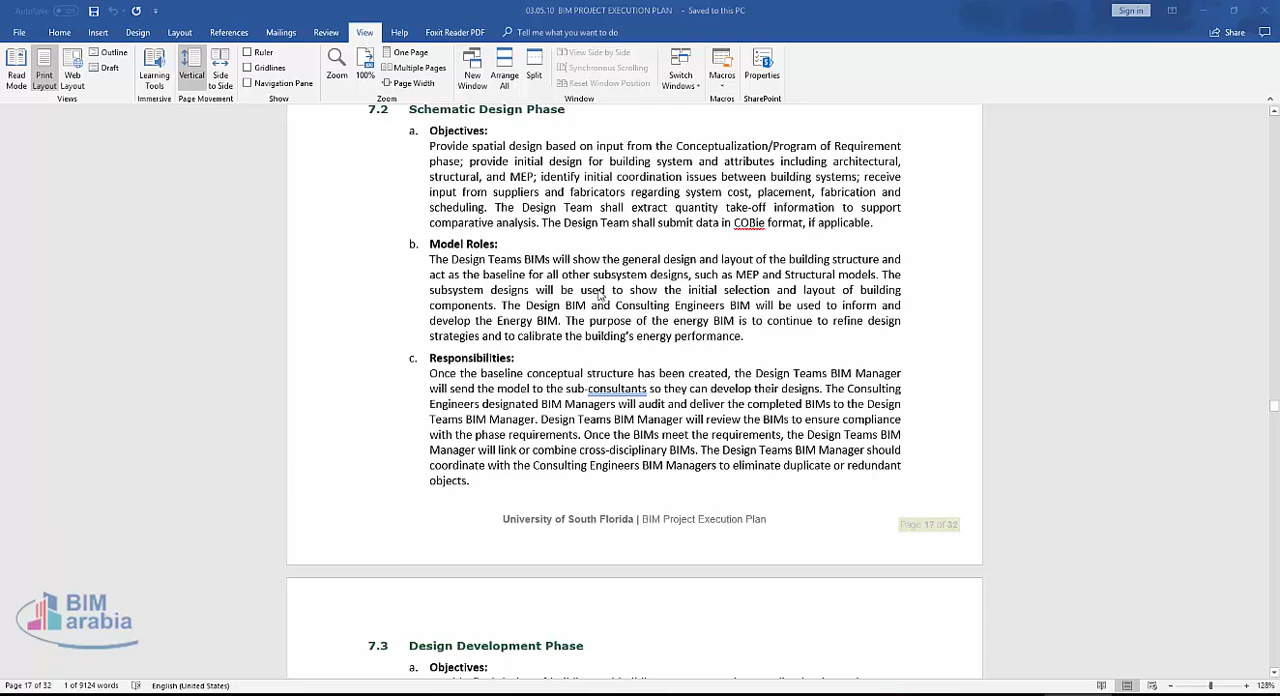 AutoSave
03.05.10 BIM PROJECT EXECUTION PLAN - Saved to this PC
Sign in
File Home Insert Design Layout References Mailings Review View Help Foxit Reader PDF Tell me what you want to do
Share
Read Mode
Print Layout
Web Layout
Outline
Draft
Views
Learning Tools
Immersive
Vertical
Side to Side
Page Movement
Ruler
Gridlines
Navigation Pane
Show
Zoom
100%
One Page
Multiple Pages
Page Width
Zoom
New Window
Arrange All
Split
View Side by Side
Synchronous Scrolling
Reset Window Position
Window
Switch Windows
Macros
Macros
Properties
SharePoint
7.2 Schematic Design Phase
a. Objectives:
Provide spatial design based on input from the Conceptualization/Program of Requirement
phase; provide initial design for building system and attributes including architectural,
structural, and MEP; identify initial coordination issues between building systems; receive
input from suppliers and fabricators regarding system cost, placement, fabrication and
scheduling. The Design Team shall extract quantity take-off information to support
comparative analysis. The Design Team shall submit data in COBie format, if applicable.
b. Model Roles:
The Design Teams BIMs will show the general design and layout of the building structure and
act as the baseline for all other subsystem designs, such as MEP and Structural models. The
subsystem designs will be used to show the initial selection and layout of building
components. The Design BIM and Consulting Engineers BIM will be used to inform and
develop the Energy BIM. The purpose of the energy BIM is to continue to refine design
strategies and to calibrate the building's energy performance.
c. Responsibilities:
Once the baseline conceptual structure has been created, the Design Teams BIM Manager
will send the model to the sub-consultants so they can develop their designs. The Consulting
Engineers designated BIM Managers will audit and deliver the completed BIMs to the Design
Teams BIM Manager. Design Teams BIM Manager will review the BIMs to ensure compliance
with the phase requirements. Once the BIMs meet the requirements, the Design Teams BIM
Manager will link or combine cross-disciplinary BIMs. The Design Teams BIM Manager should
coordinate with the Consulting Engineers BIM Managers to eliminate duplicate or redundant
objects.
University of South Florida | BIM Project Execution Plan
Page 17 of 32
BIM
arabia
7.3 Design Development Phase
a. Objectives:
Page 17 of 32 1 of 9124 words English (United States)
128%